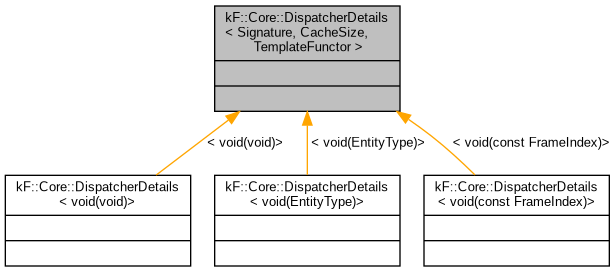 kF::Core::DispatcherDetails
< Signature, CacheSize,
TemplateFunctor >
< void(void)>
< void(EntityType)>
< void(const FrameIndex)>
kF::Core::DispatcherDetails
< void(void)>
kF::Core::DispatcherDetails
< void(EntityType)>
kF::Core::DispatcherDetails
< void(const FrameIndex)>